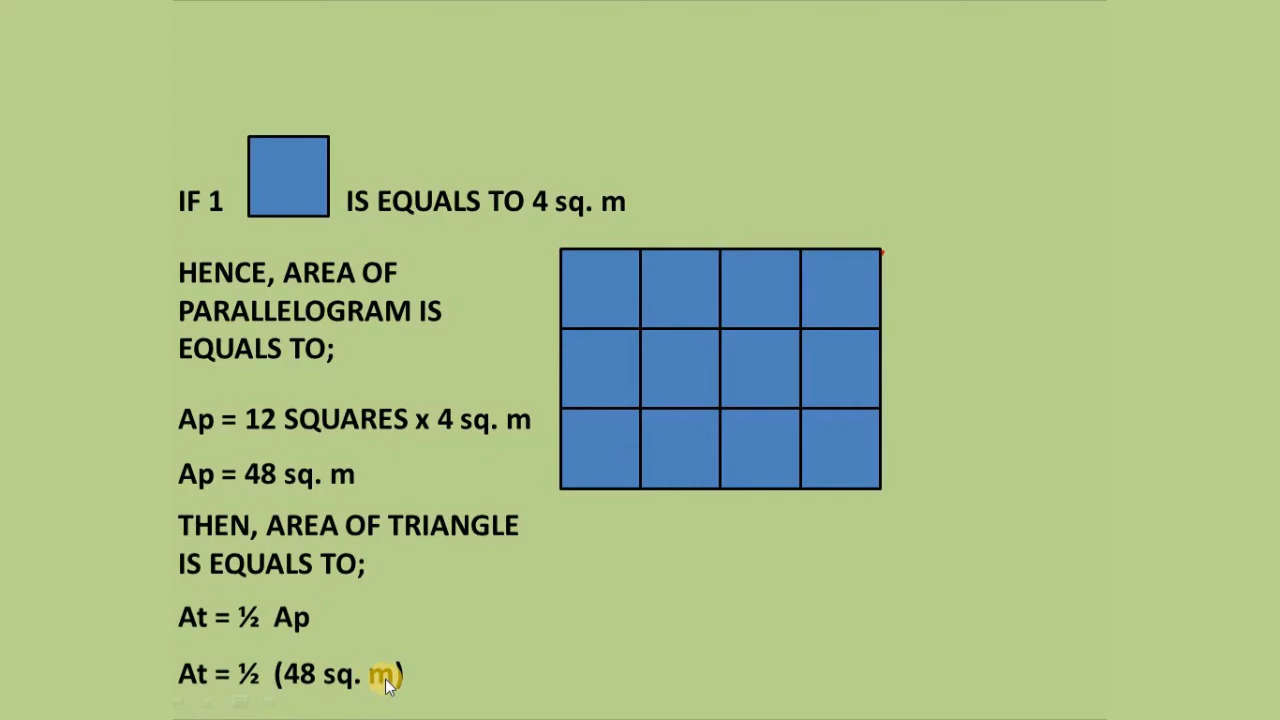 IF 1 IS EQUALS TO 4 sq. m
HENCE, AREA OF
PARALLELOGRAM IS
EQUALS TO;
Ap = 12 SQUARES x 4 sq. m
Ap = 48 sq. m
THEN, AREA OF TRIANGLE
IS EQUALS TO;
At = ½ Ap
At = ½ (48 sq. m)